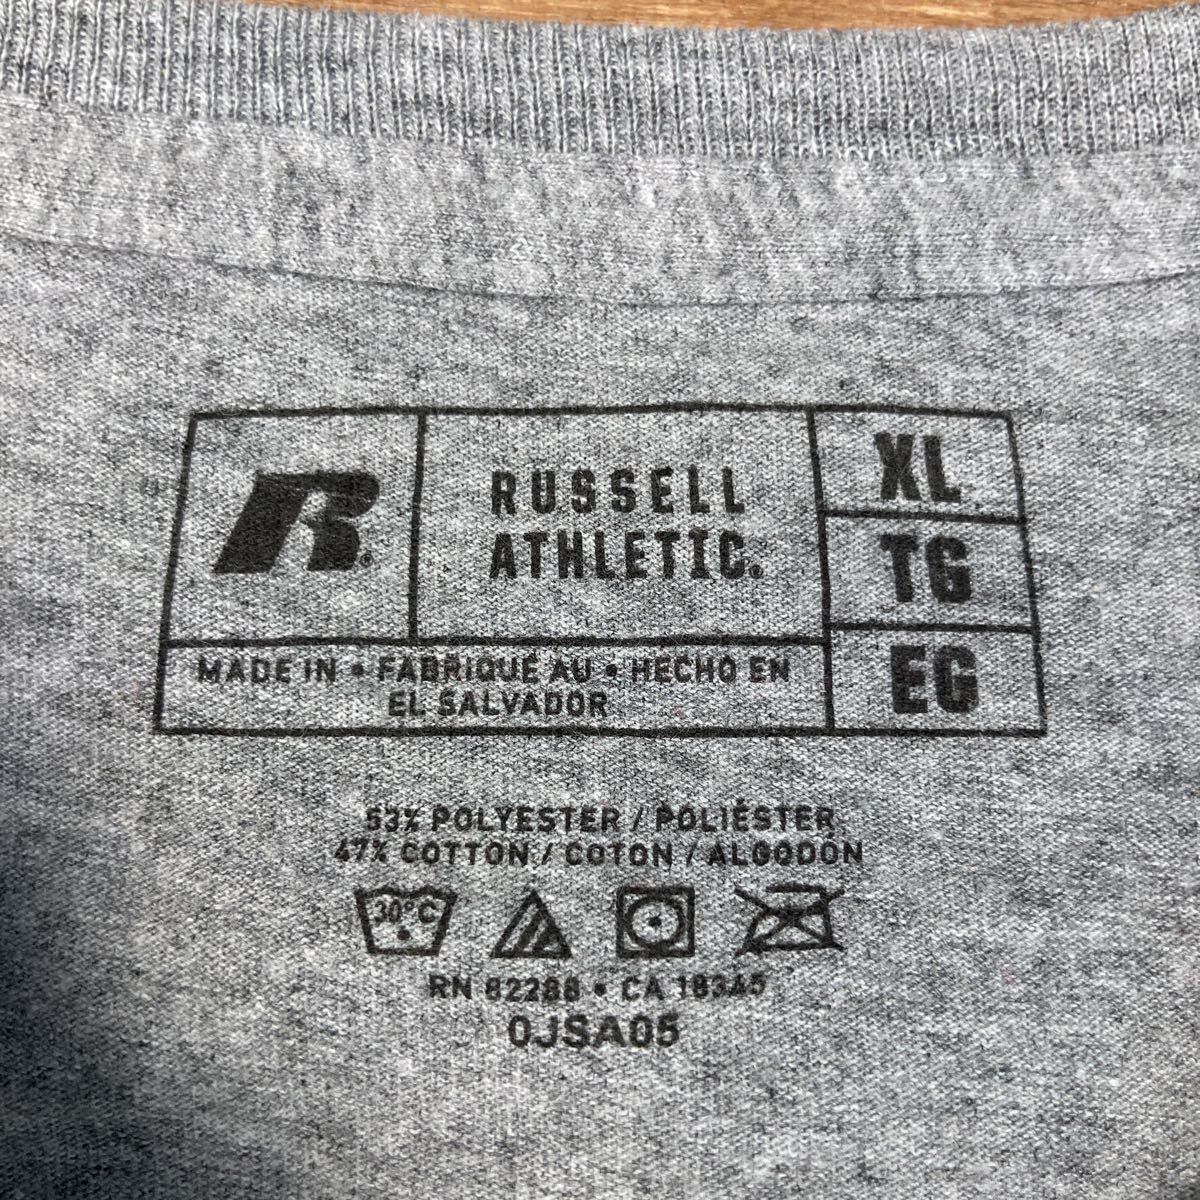 R®
RUSSELL
ATHLETIC®
XL
TG
EG
MADE IN • FABRIQUÉ AU • HECHO EN
EL SALVADOR
53% POLYESTER / POLIÉSTER
47% COTTON / COTON / ALGODÓN
30°C
RN 82288 • CA 18345
0JSA05